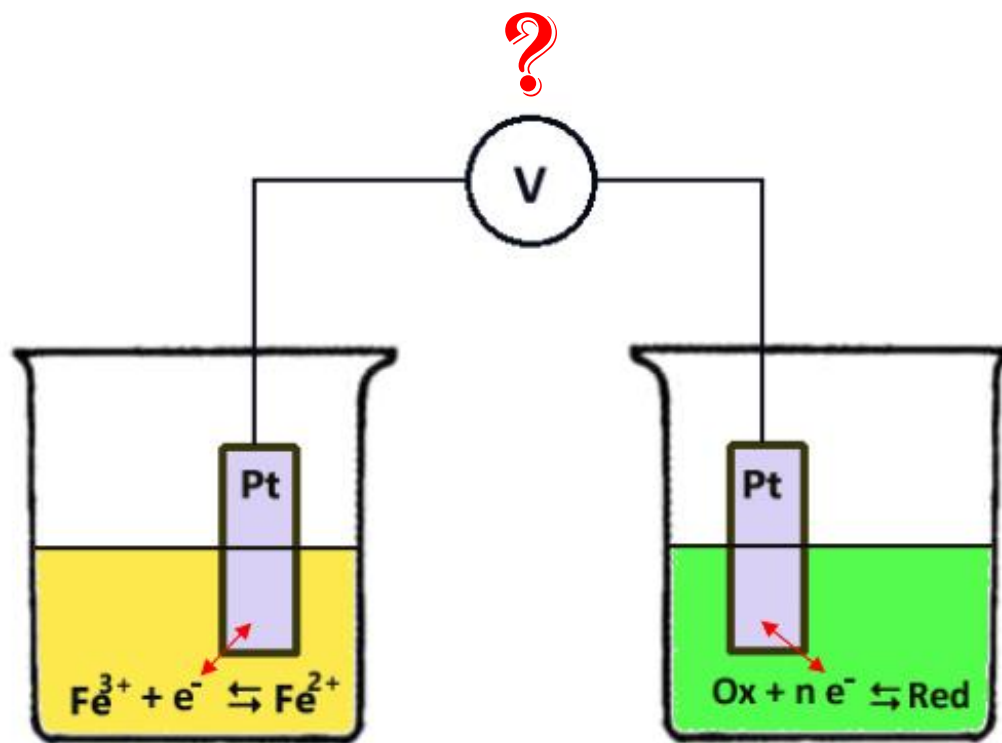 ?
V
Pt
Pt
Fe³⁺ + e⁻ ⇆ Fe²⁺
Ox + n e⁻ ⇆ Red